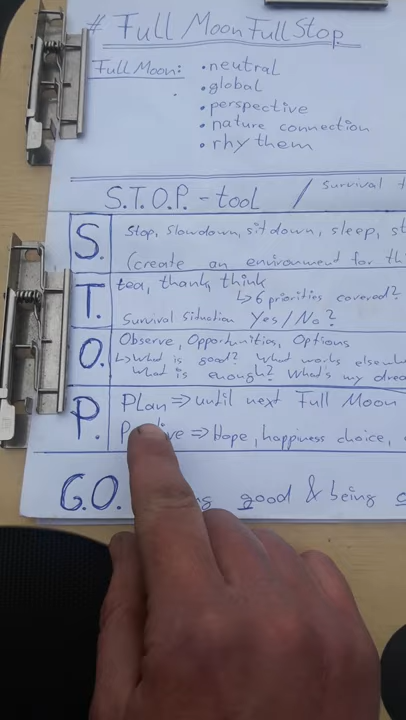 # Full Moon Full Stop
Full Moon: • neutral
• global
• perspective
• nature connection
• rhythem
S.T.O.P. - tool / survival
S. Stop, slowdown, sit down, sleep,
(create an environment for
T. tea, thank, think
↳ 6 priorities covered?
Survival Situation Yes/No?
O. Observe, Opportunities, Options
↳ What is good? What works
What is enough? What's my
P. PLan ⇒ until next Full Moon
⇒ Hope, happiness choice,
G.O. good & being